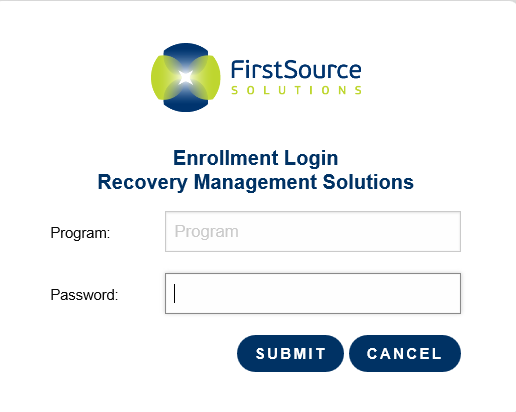 FirstSource
SOLUTIONS
Enrollment Login
Recovery Management Solutions
Program:
Program
Password:
SUBMIT
CANCEL